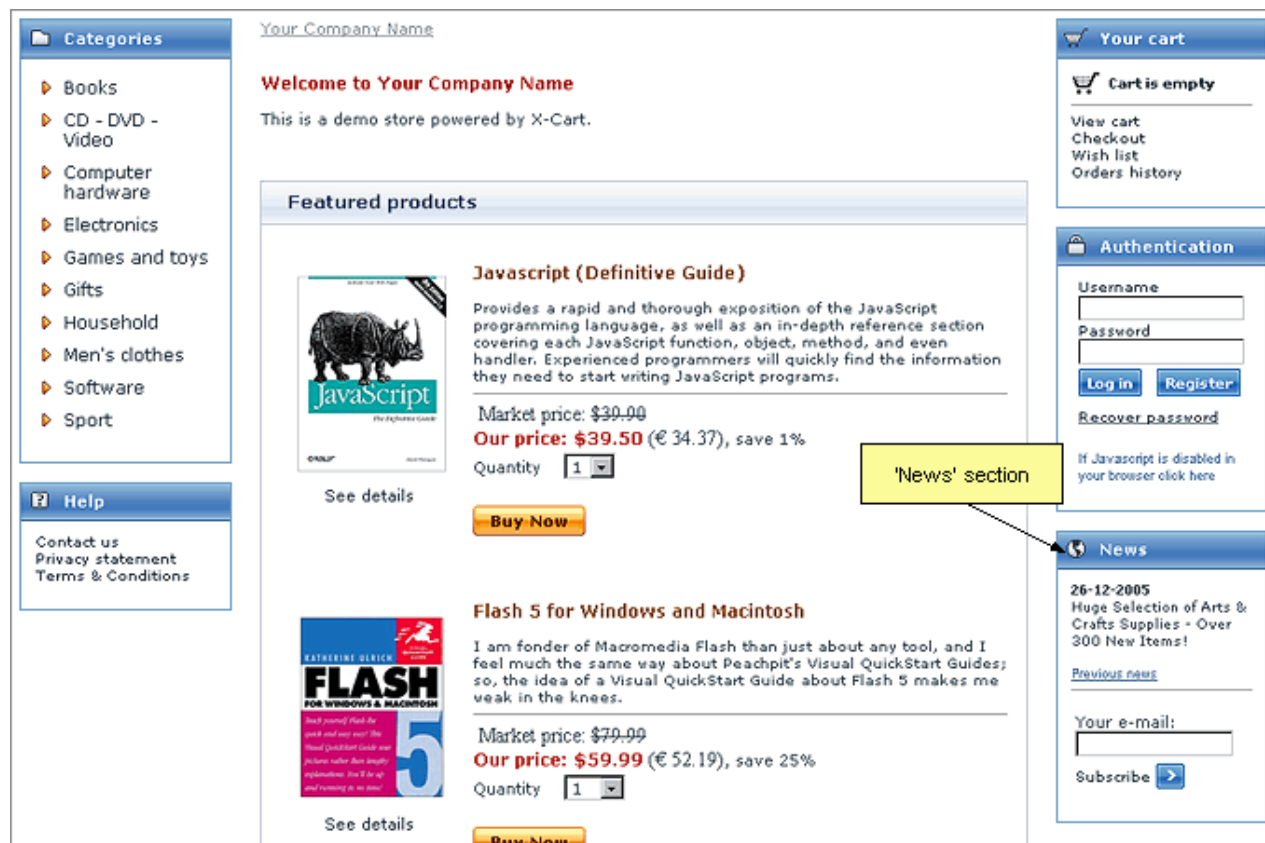 Categories
Books
CD - DVD -
Video
Computer
hardware
Electronics
Games and toys
Gifts
Household
Men's clothes
Software
Sport
Help
Contact us
Privacy statement
Terms & Conditions
Your Company Name
Welcome to Your Company Name
This is a demo store powered by X-Cart.
Featured products
JavaScript
The Definitive Guide
O'REILLY
See details
Javascript (Definitive Guide)
Provides a rapid and thorough exposition of the JavaScript
programming language, as well as an in-depth reference section
covering each JavaScript function, object, method, and even
handler. Experienced programmers will quickly find the information
they need to start writing JavaScript programs.
Market price: $39.90
Our price: $39.50 (€ 34.37), save 1%
Quantity 1
Buy Now
KATHERINE ULRICH
FLASH
FOR WINDOWS & MACINTOSH
5
See details
Flash 5 for Windows and Macintosh
I am fonder of Macromedia Flash than just about any tool, and I
feel much the same way about Peachpit's Visual QuickStart Guides;
so, the idea of a Visual QuickStart Guide about Flash 5 makes me
weak in the knees.
Market price: $79.99
Our price: $59.99 (€ 52.19), save 25%
Quantity 1
Buy Now
Your cart
Cart is empty
View cart
Checkout
Wish list
Orders history
Authentication
Username
Password
Log in Register
Recover password
If Javascript is disabled in
your browser click here
'News' section
News
26-12-2005
Huge Selection of Arts &
Crafts Supplies - Over
300 New Items!
Previous news
Your e-mail:
Subscribe